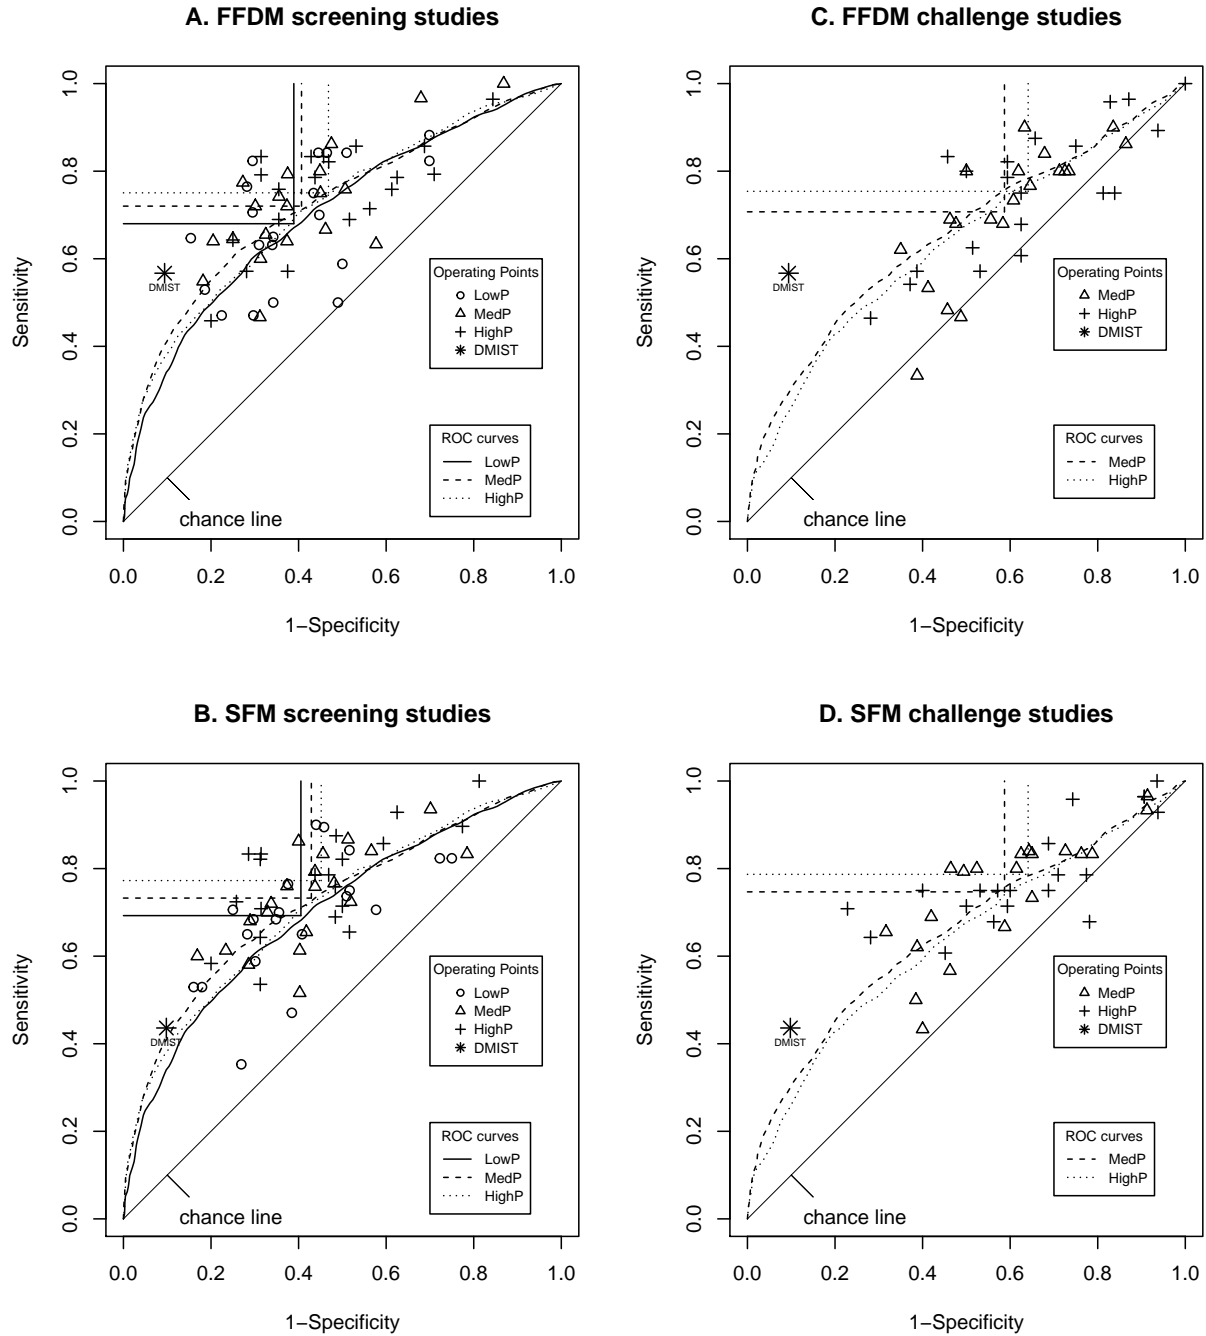 A. FFDM screening studies
Sensitivity
0.0 0.2 0.4 0.6 0.8 1.0
DMIST
Operating Points
LowP
MedP
HighP
DMIST
ROC curves
LowP
MedP
HighP
chance line
0.0 0.2 0.4 0.6 0.8 1.0
1−Specificity
C. FFDM challenge studies
Sensitivity
0.0 0.2 0.4 0.6 0.8 1.0
DMIST
Operating Points
MedP
HighP
DMIST
ROC curves
MedP
HighP
chance line
0.0 0.2 0.4 0.6 0.8 1.0
1−Specificity
B. SFM screening studies
Sensitivity
0.0 0.2 0.4 0.6 0.8 1.0
DMIST
Operating Points
LowP
MedP
HighP
DMIST
ROC curves
LowP
MedP
HighP
chance line
0.0 0.2 0.4 0.6 0.8 1.0
1−Specificity
D. SFM challenge studies
Sensitivity
0.0 0.2 0.4 0.6 0.8 1.0
DMIST
Operating Points
MedP
HighP
DMIST
ROC curves
MedP
HighP
chance line
0.0 0.2 0.4 0.6 0.8 1.0
1−Specificity